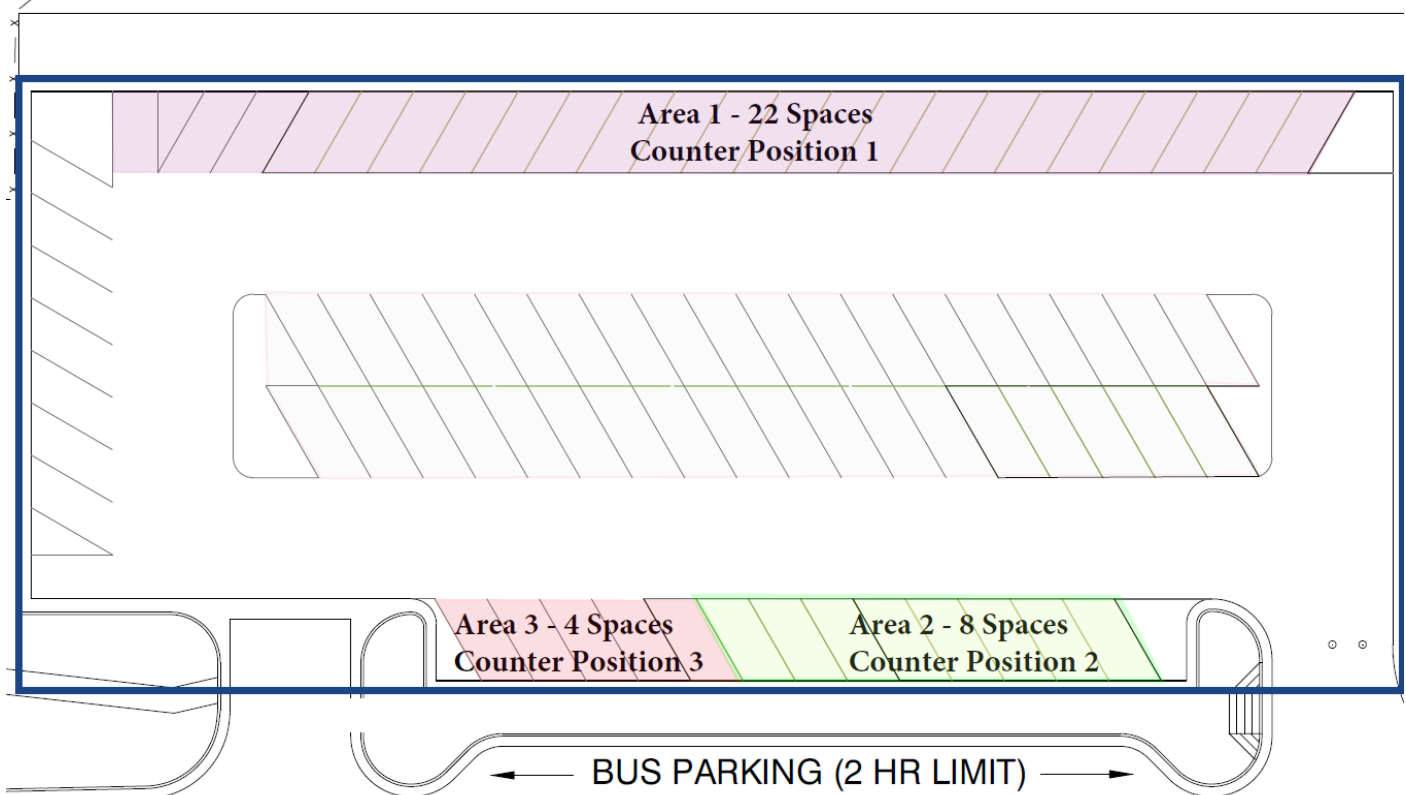 Area 1 - 22 Spaces
Counter Position 1
Area 3 - 4 Spaces
Counter Position 3
Area 2 - 8 Spaces
Counter Position 2
BUS PARKING (2 HR LIMIT)